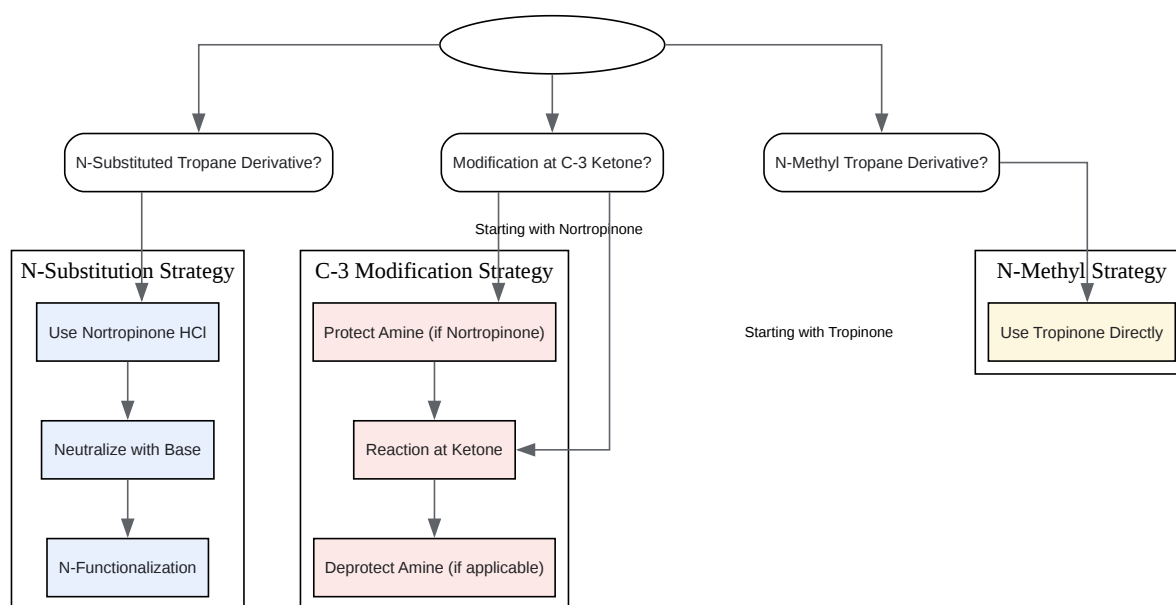 N-Substituted Tropane Derivative?
Modification at C-3 Ketone?
N-Methyl Tropane Derivative?
Starting with Nortropinone
N-Substitution Strategy
C-3 Modification Strategy
N-Methyl Strategy
Use Nortropinone HCl
Protect Amine (if Nortropinone)
Starting with Tropinone
Use Tropinone Directly
Neutralize with Base
Reaction at Ketone
N-Functionalization
Deprotect Amine (if applicable)